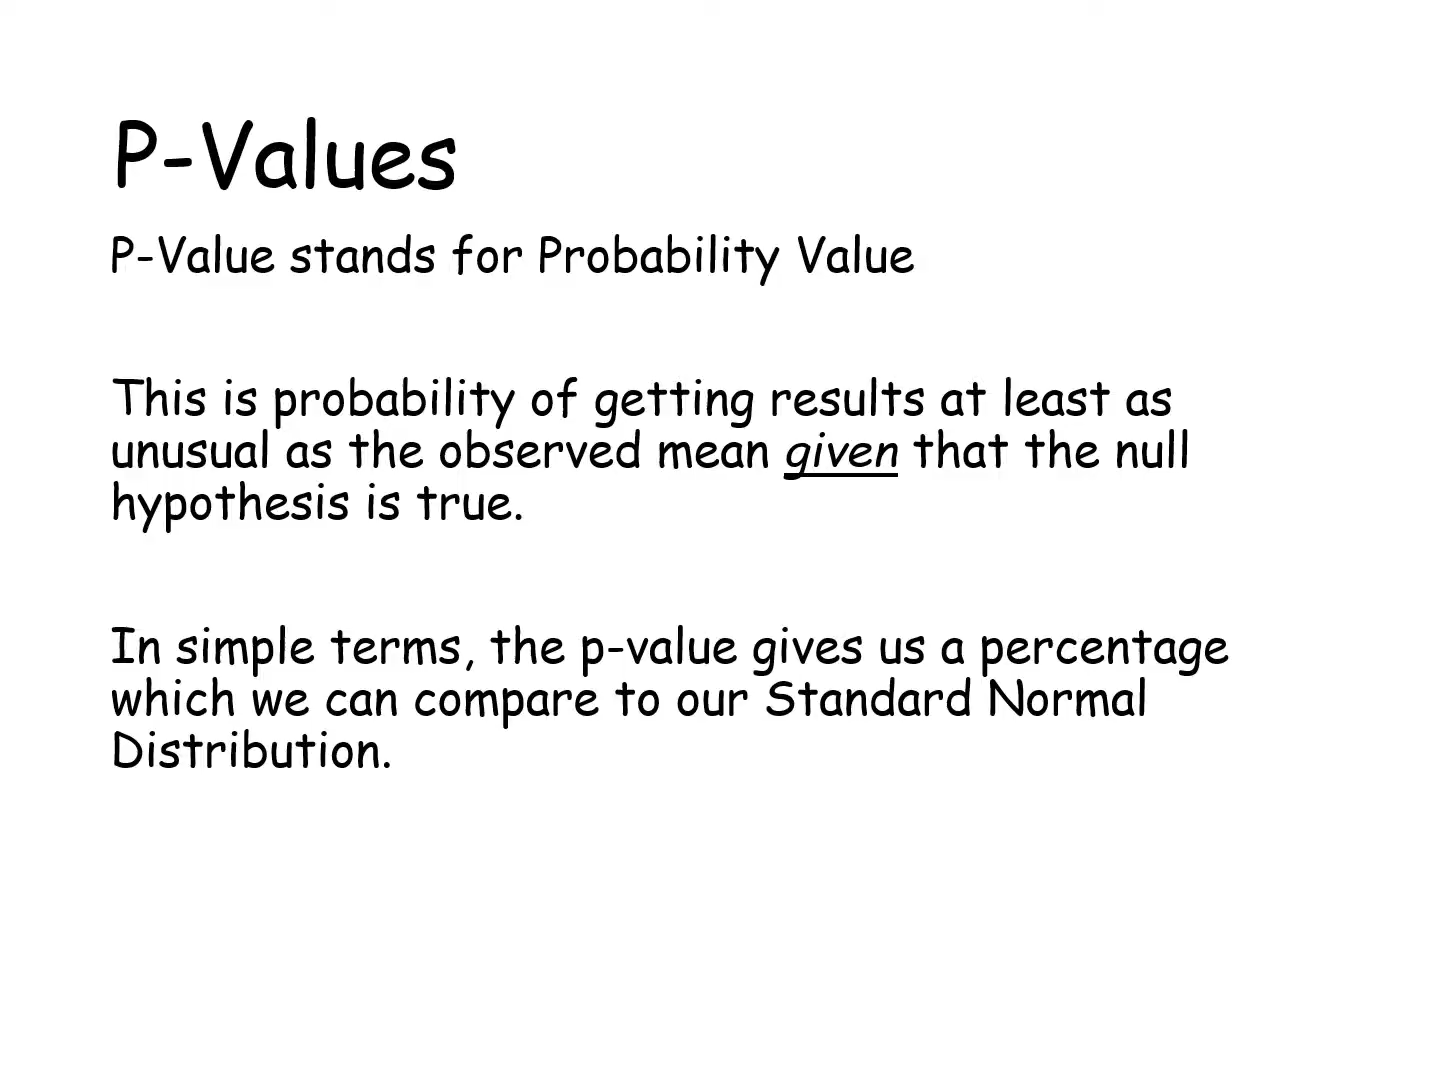 P-Values
P-Value stands for Probability Value
This is probability of getting results at least as
unusual as the observed mean given that the null
hypothesis is true.
In simple terms, the p-value gives us a percentage
which we can compare to our Standard Normal
Distribution.